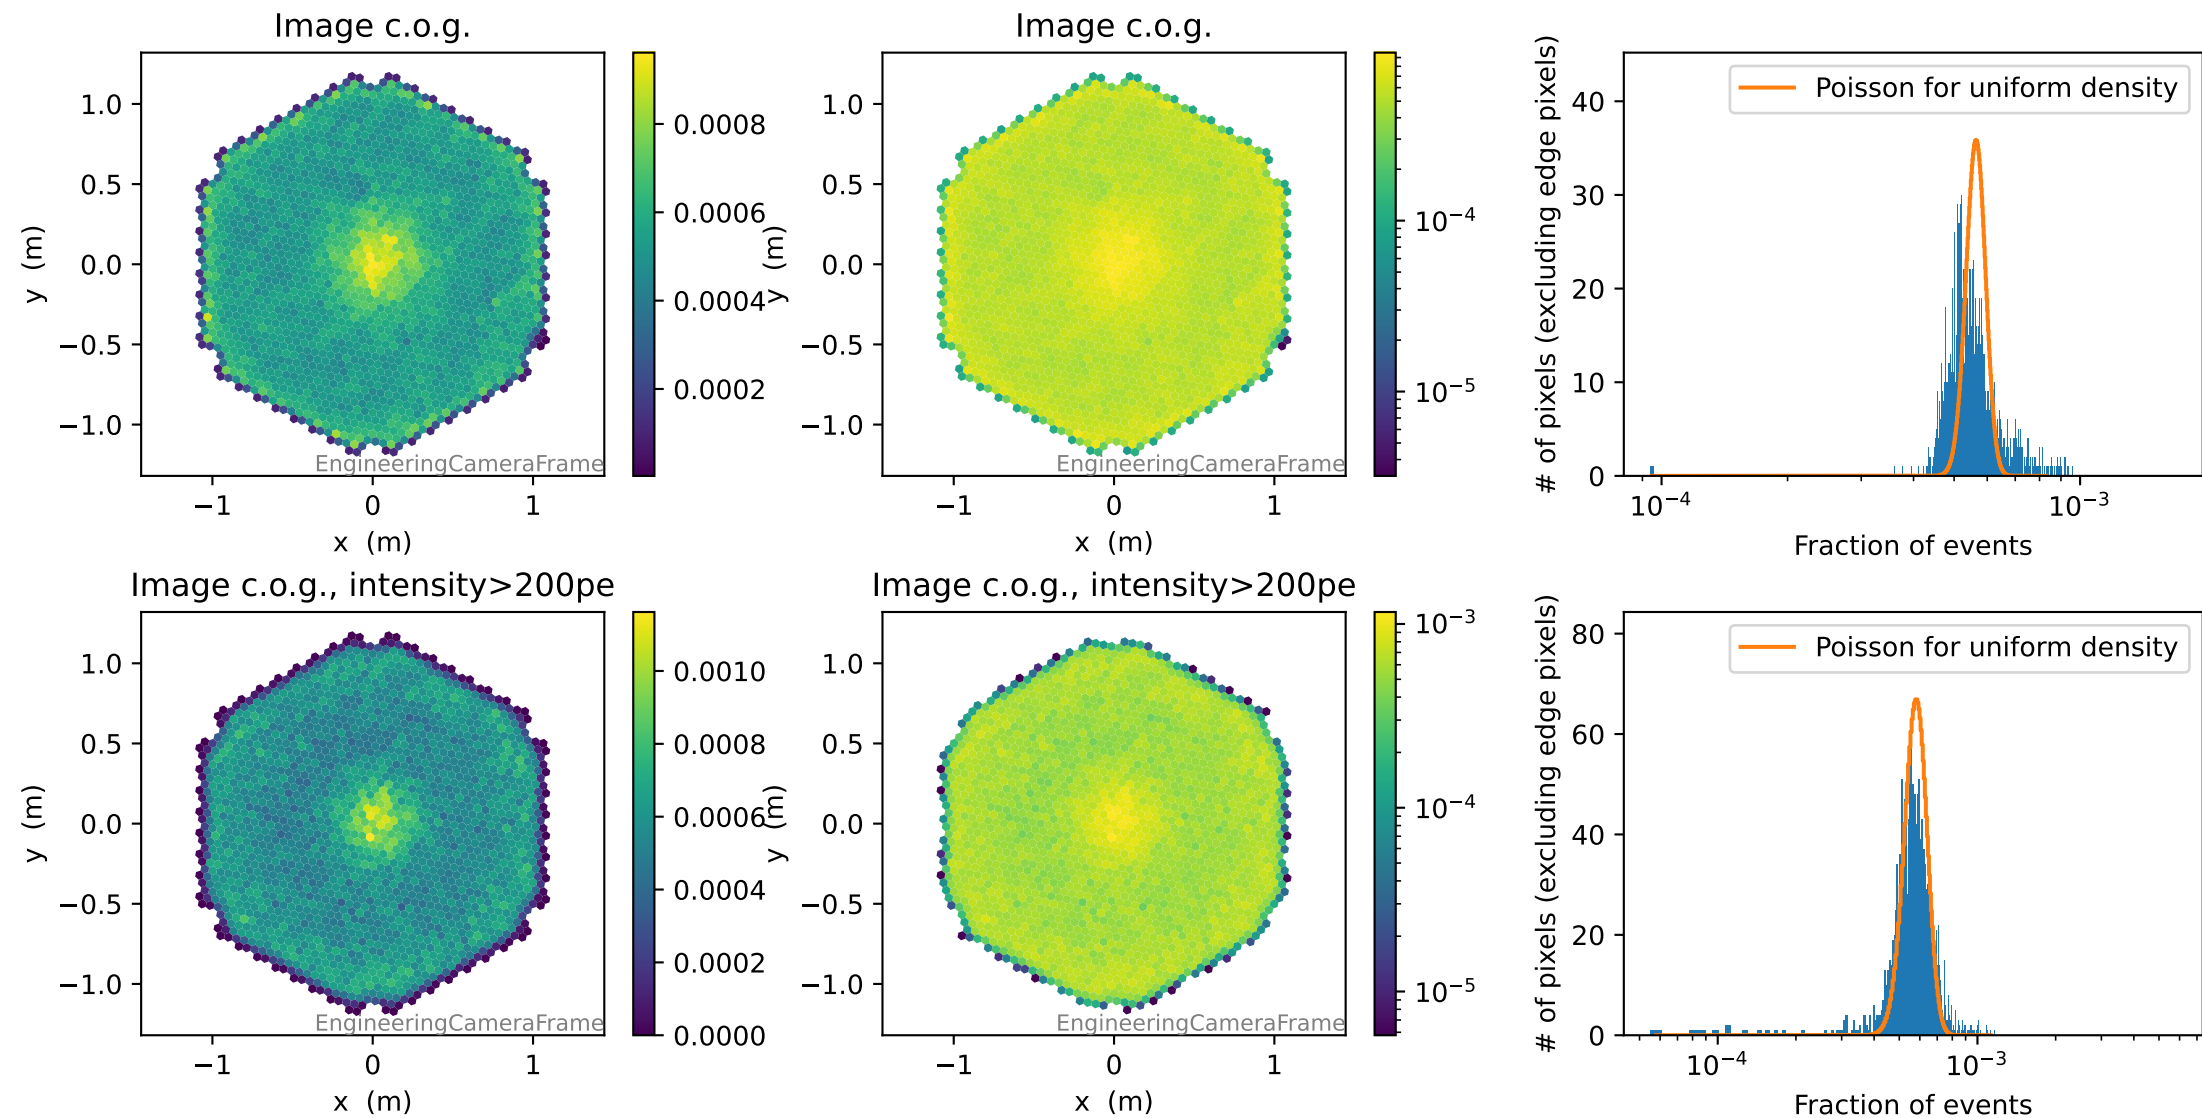 Image c.o.g.
1.0
0.5
0.0
−0.5
−1.0
y (m)
−1
0
1
x (m)
EngineeringCameraFrame
0.0008
0.0006
0.0004
0.0002
Image c.o.g.
1.0
0.5
0.0
−0.5
−1.0
y (m)
−1
0
1
x (m)
EngineeringCameraFrame
10⁻⁴
10⁻⁵
# of pixels (excluding edge pixels)
40
30
20
10
0
Poisson for uniform density
10⁻⁴
10⁻³
Fraction of events
Image c.o.g., intensity>200pe
1.0
0.5
0.0
−0.5
−1.0
y (m)
−1
0
1
x (m)
EngineeringCameraFrame
0.0010
0.0008
0.0006
0.0004
0.0002
0.0000
Image c.o.g., intensity>200pe
1.0
0.5
0.0
−0.5
−1.0
y (m)
−1
0
1
x (m)
EngineeringCameraFrame
10⁻³
10⁻⁴
10⁻⁵
# of pixels (excluding edge pixels)
80
60
40
20
0
Poisson for uniform density
10⁻⁴
10⁻³
Fraction of events